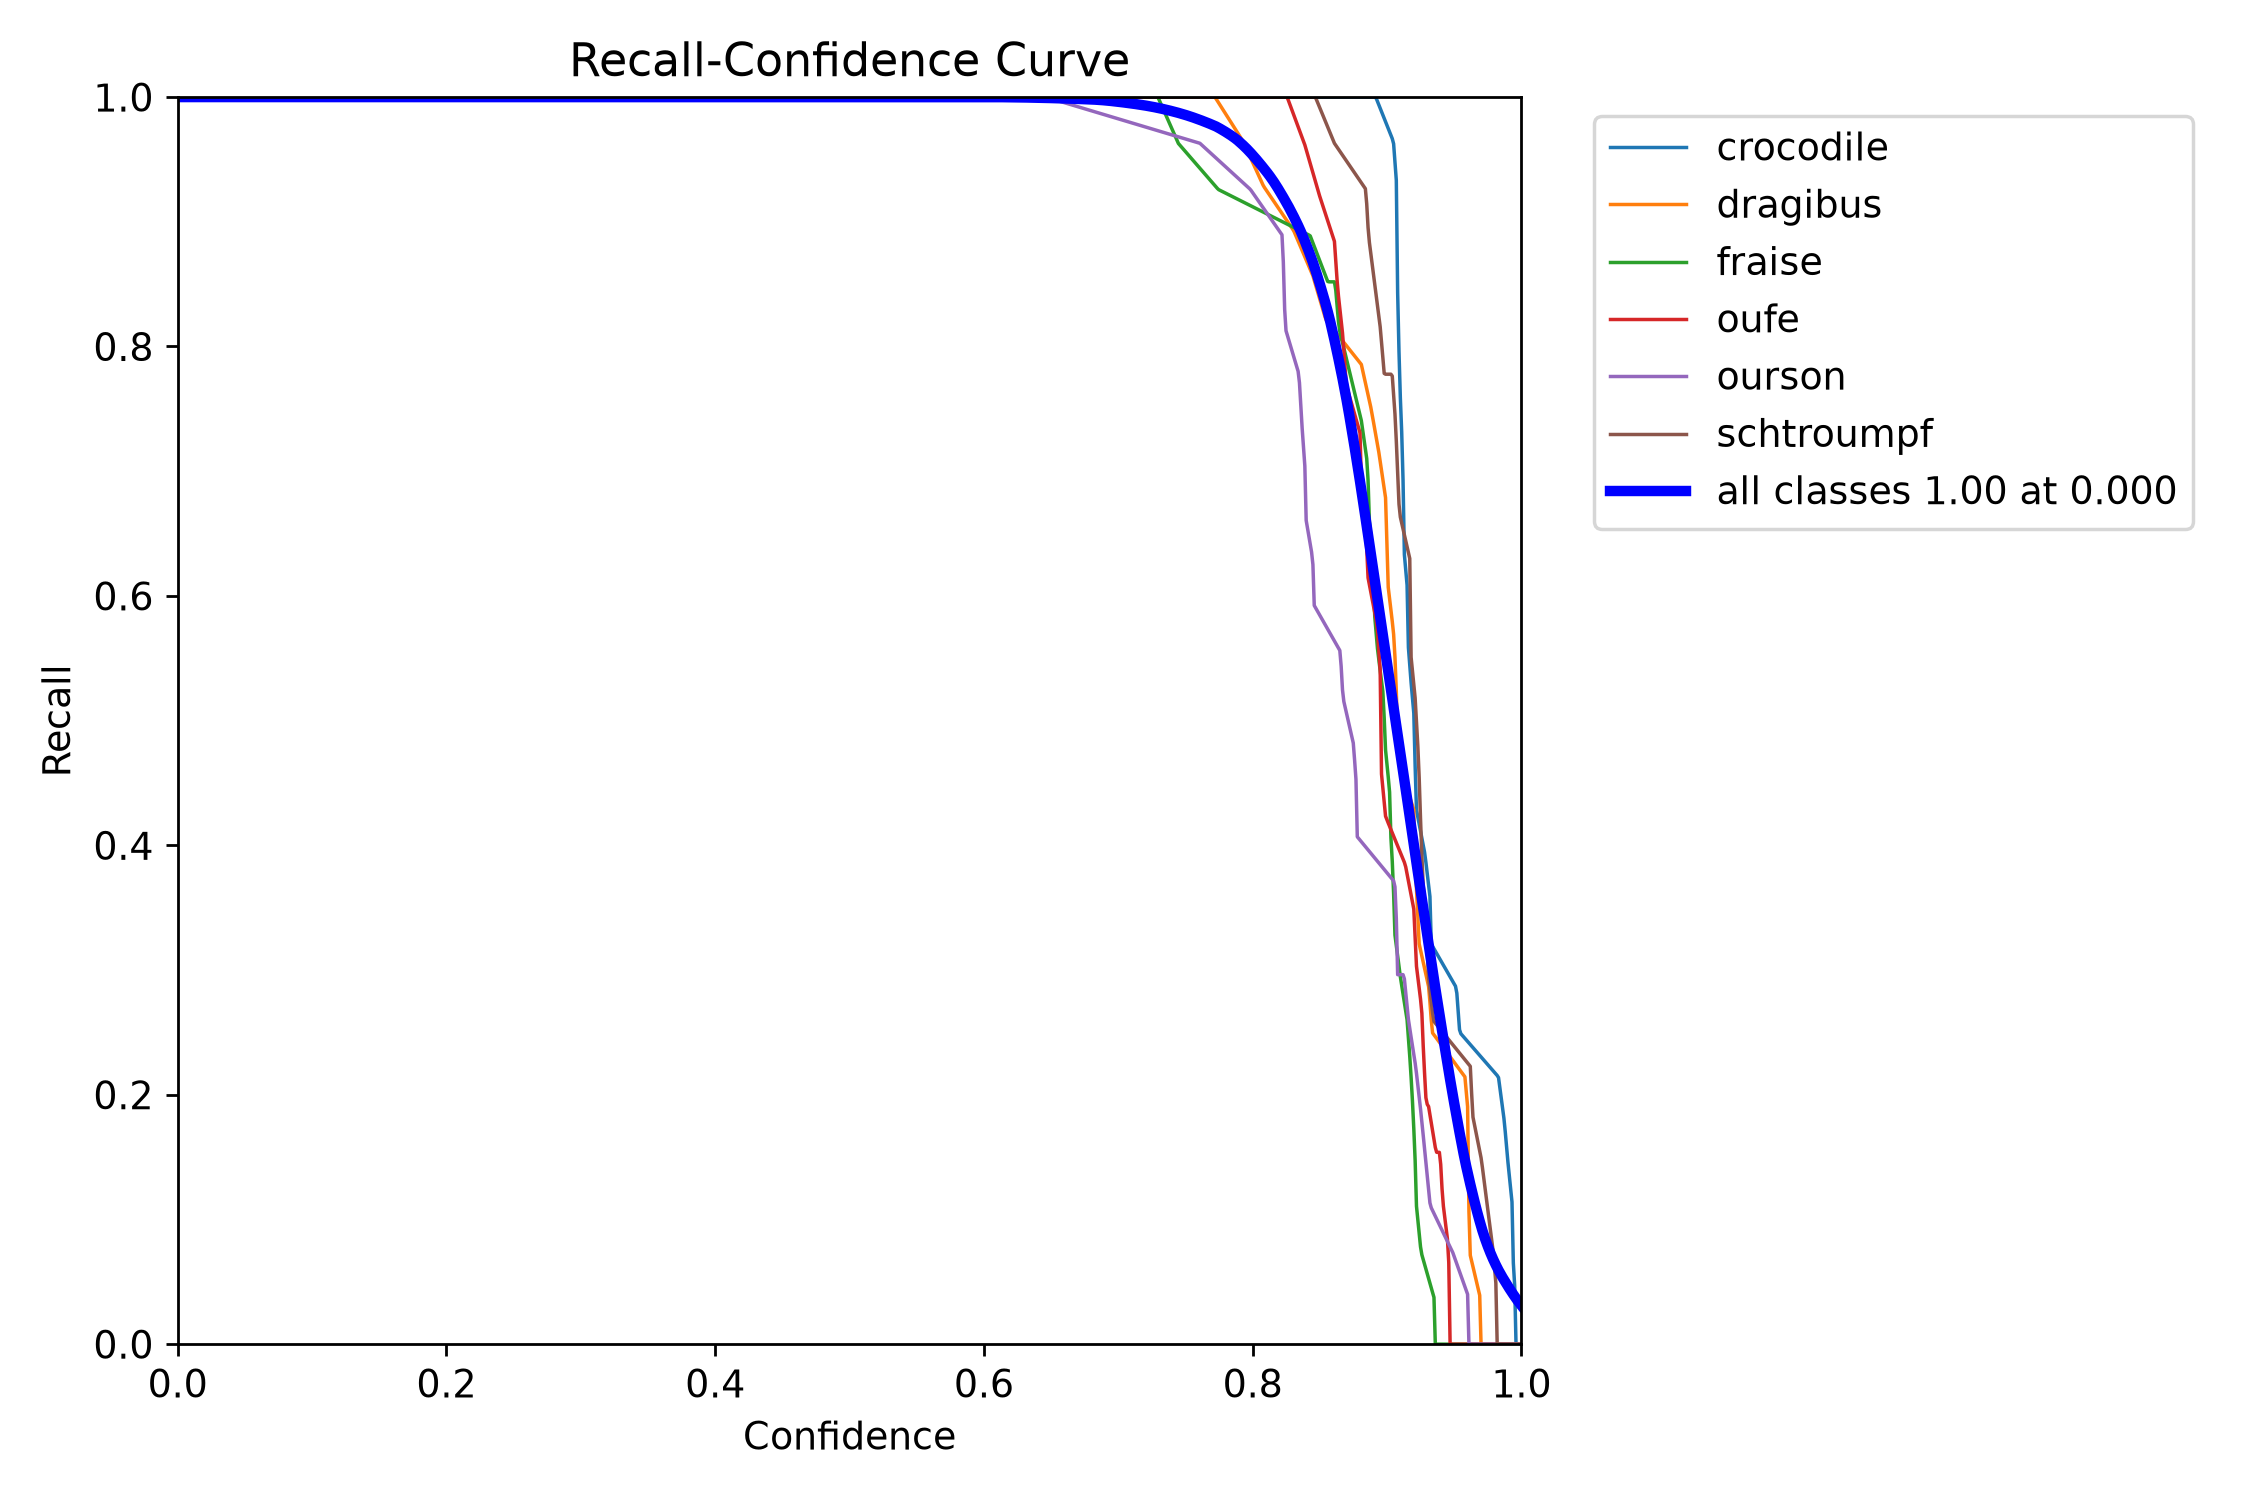 Recall-Confidence Curve
1.0
0.8
0.6
0.4
0.2
0.0
Recall
0.0 0.2 0.4 0.6 0.8 1.0
Confidence
crocodile
dragibus
fraise
oufe
ourson
schtroumpf
all classes 1.00 at 0.000